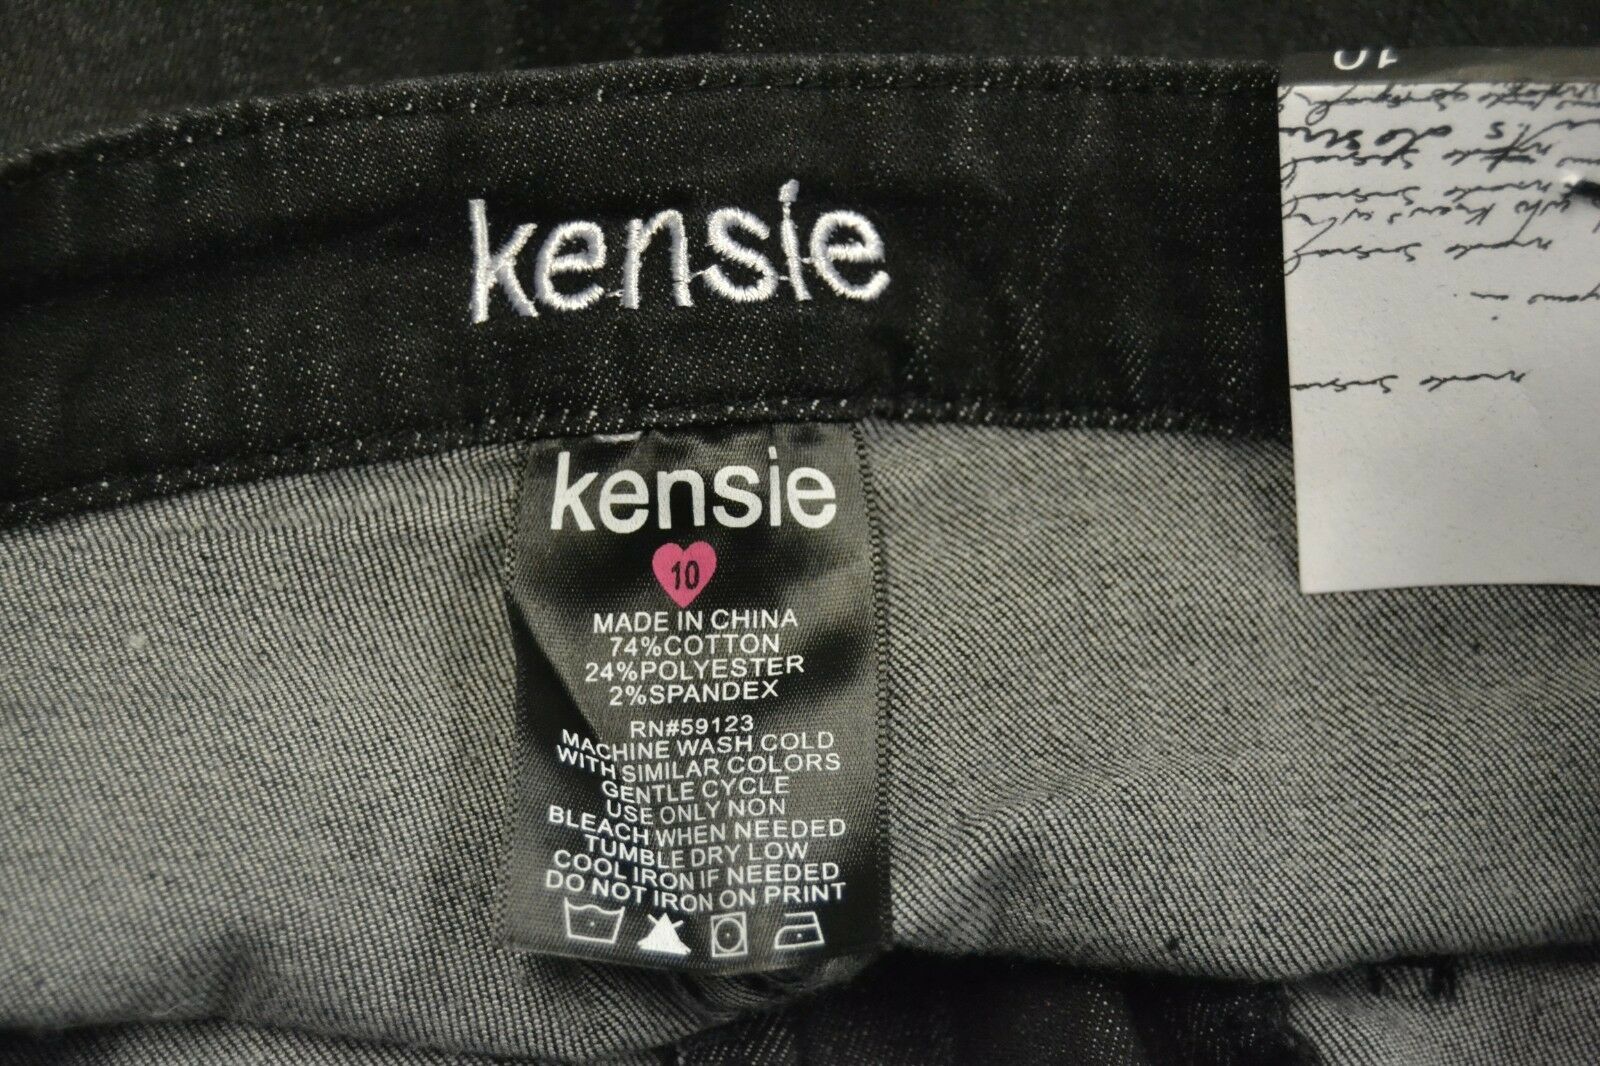 10
kensie
kensie
10
MADE IN CHINA
74%COTTON
24%POLYESTER
2%SPANDEX
RN#59123
MACHINE WASH COLD
WITH SIMILAR COLORS
GENTLE CYCLE
USE ONLY NON
BLEACH WHEN NEEDED
TUMBLE DRY LOW
COOL IRON IF NEEDED
DO NOT IRON ON PRINT